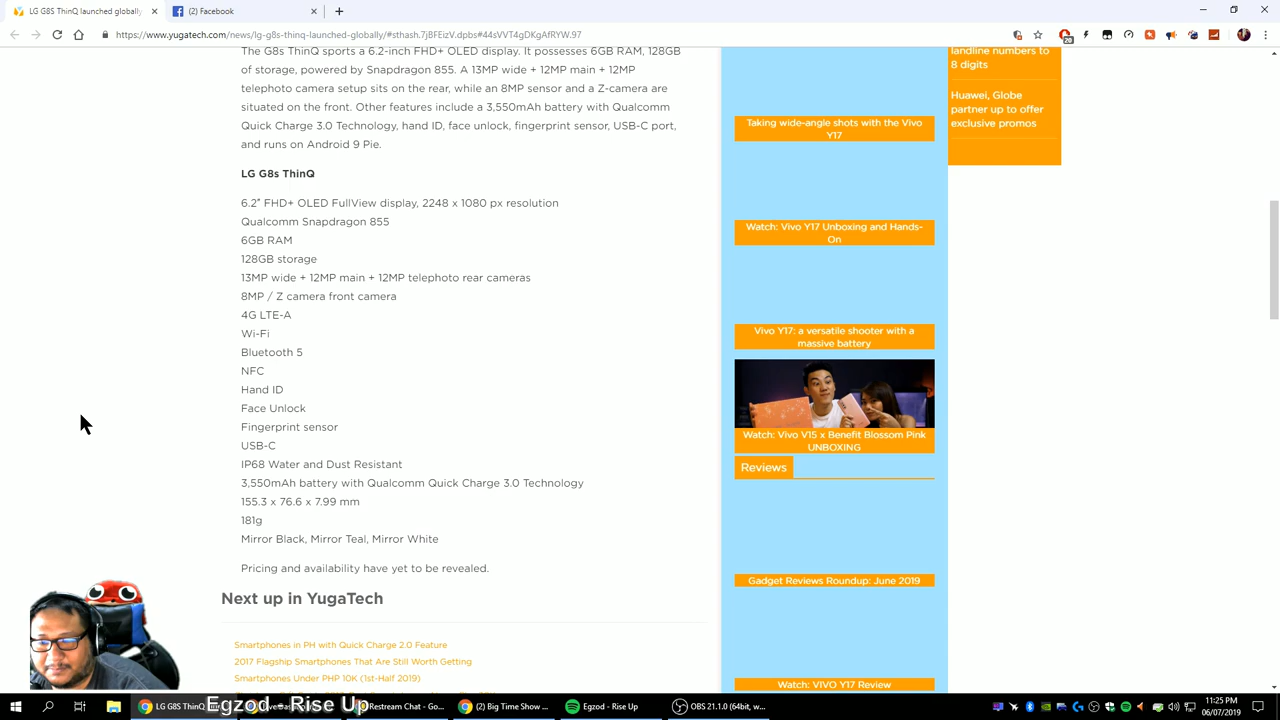 LG G8S ThinQ launched globally!
(3) Facebook
https://www.yugatech.com/news/lg-g8s-thinq-launched-globally/#sthash.7jBFEizV.dpbs#44sVVT4gDKgAfRYW.97
20
The G8s ThinQ sports a 6.2-inch FHD+ OLED display. It possesses 6GB RAM, 128GB
of storage, powered by Snapdragon 855. A 13MP wide + 12MP main + 12MP
telephoto camera setup sits on the rear, while an 8MP sensor and a Z-camera are
situated on the front. Other features include a 3,550mAh battery with Qualcomm
Quick Charge 3.0 Technology, hand ID, face unlock, fingerprint sensor, USB-C port,
and runs on Android 9 Pie.
LG G8s ThinQ
6.2″ FHD+ OLED FullView display, 2248 x 1080 px resolution
Qualcomm Snapdragon 855
6GB RAM
128GB storage
13MP wide + 12MP main + 12MP telephoto rear cameras
8MP / Z camera front camera
4G LTE-A
Wi-Fi
Bluetooth 5
NFC
Hand ID
Face Unlock
Fingerprint sensor
USB-C
IP68 Water and Dust Resistant
3,550mAh battery with Qualcomm Quick Charge 3.0 Technology
155.3 x 76.6 x 7.99 mm
181g
Mirror Black, Mirror Teal, Mirror White
Pricing and availability have yet to be revealed.
Next up in YugaTech
Smartphones in PH with Quick Charge 2.0 Feature
2017 Flagship Smartphones That Are Still Worth Getting
Smartphones Under PHP 10K (1st-Half 2019)
Taking wide-angle shots with the Vivo
Y17
Watch: Vivo Y17 Unboxing and Hands-
On
Vivo Y17: a versatile shooter with a
massive battery
Watch: Vivo V15 x Benefit Blossom Pink
UNBOXING
Reviews
Gadget Reviews Roundup: June 2019
Watch: VIVO Y17 Review
landline numbers to
8 digits
Huawei, Globe
partner up to offer
exclusive promos
Egzod - Rise Up
LG G8S ThinQ
Restream Chat - Go...
(2) Big Time Show ...
Egzod - Rise Up
OBS 21.1.0 (64bit, w...
11:25 PM
06/07/2019